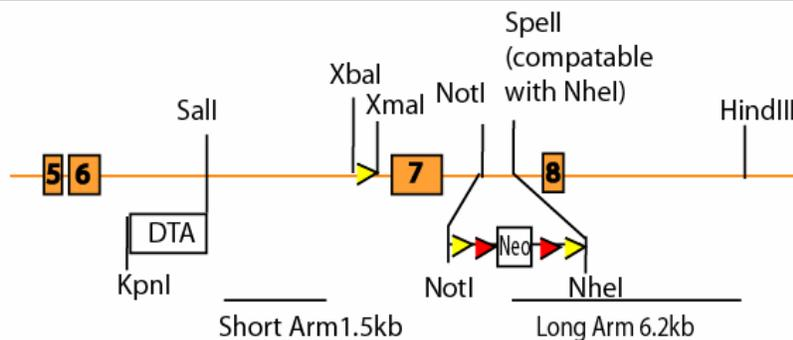 SpeII
(compatable
with NheI)
XbaI
XmaI
NotI
SalI
HindIII
5
6
7
8
DTA
Neo
KpnI
NotI
NheI
Short Arm1.5kb
Long Arm 6.2kb